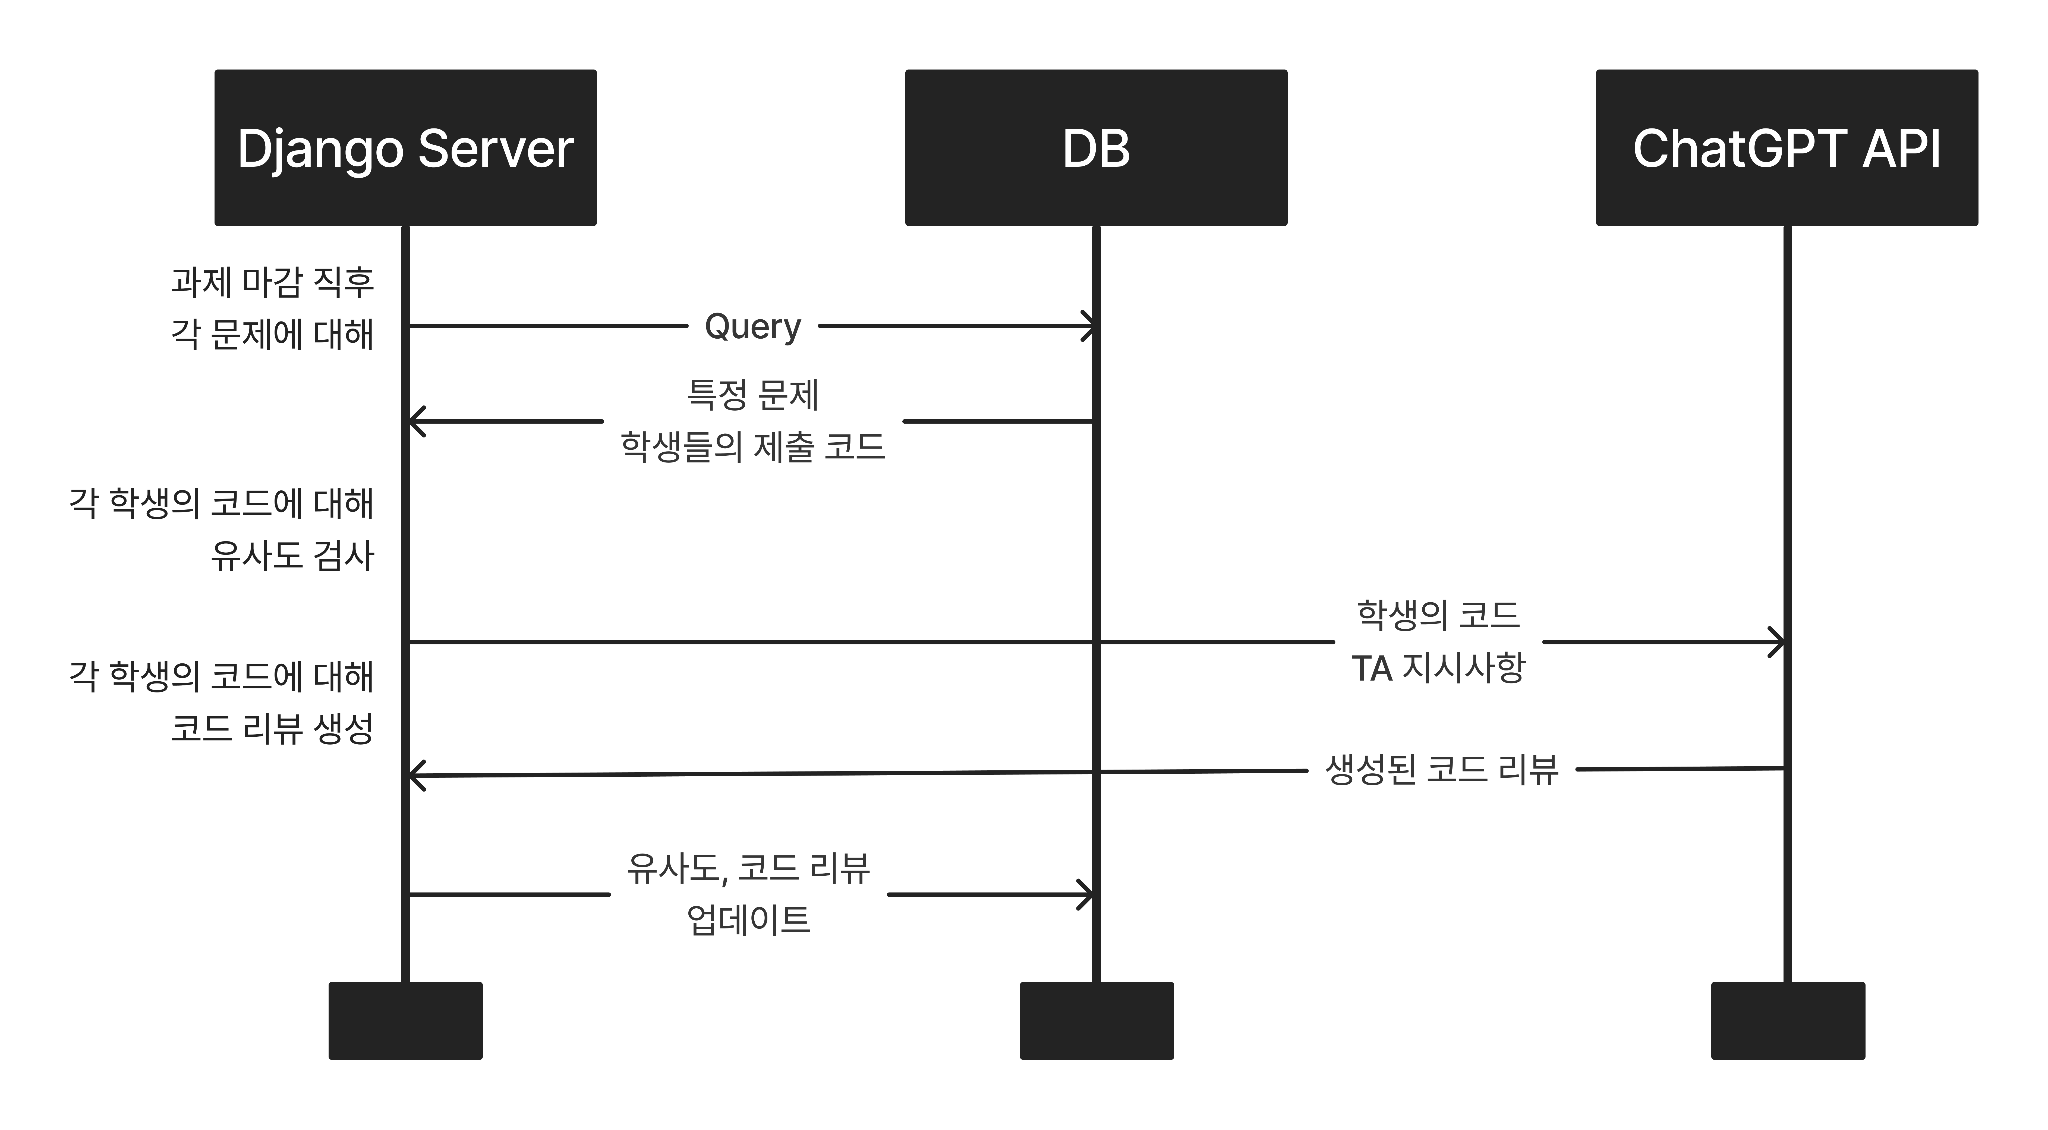 Django Server
DB
ChatGPT API
과제 마감 직후
각 문제에 대해
Query
특정 문제
학생들의 제출 코드
각 학생의 코드에 대해
유사도 검사
학생의 코드
TA 지시사항
각 학생의 코드에 대해
코드 리뷰 생성
생성된 코드 리뷰
유사도, 코드 리뷰
업데이트